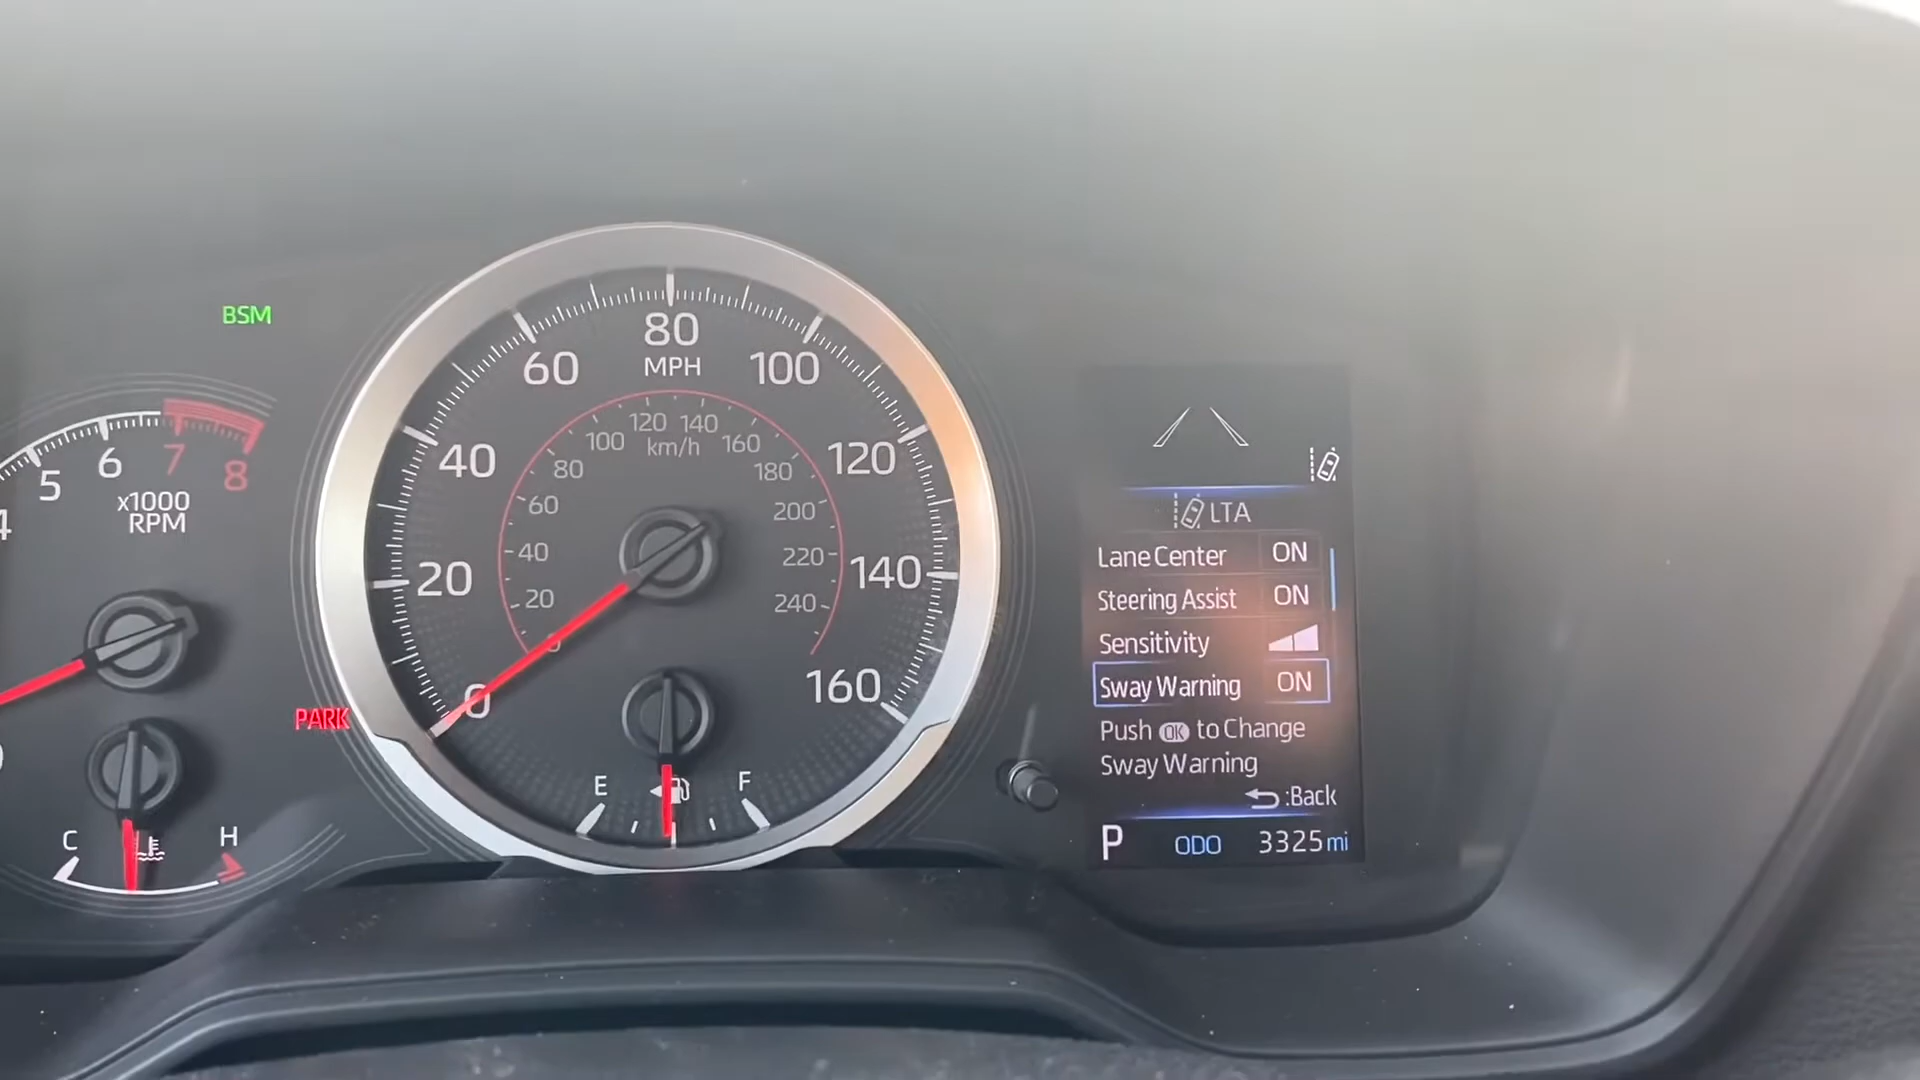 BSM
4
5
6
7
8
x1000
RPM
PARK
C
H
0
20
40
60
80
MPH
100
120
140
160
0
20
40
60
80
100
120
140
km/h
160
180
200
220
240
E
F
LTA
Lane Center ON
Steering Assist ON
Sensitivity
Sway Warning ON
Push OK to Change
Sway Warning
:Back
P ODO 3325 mi